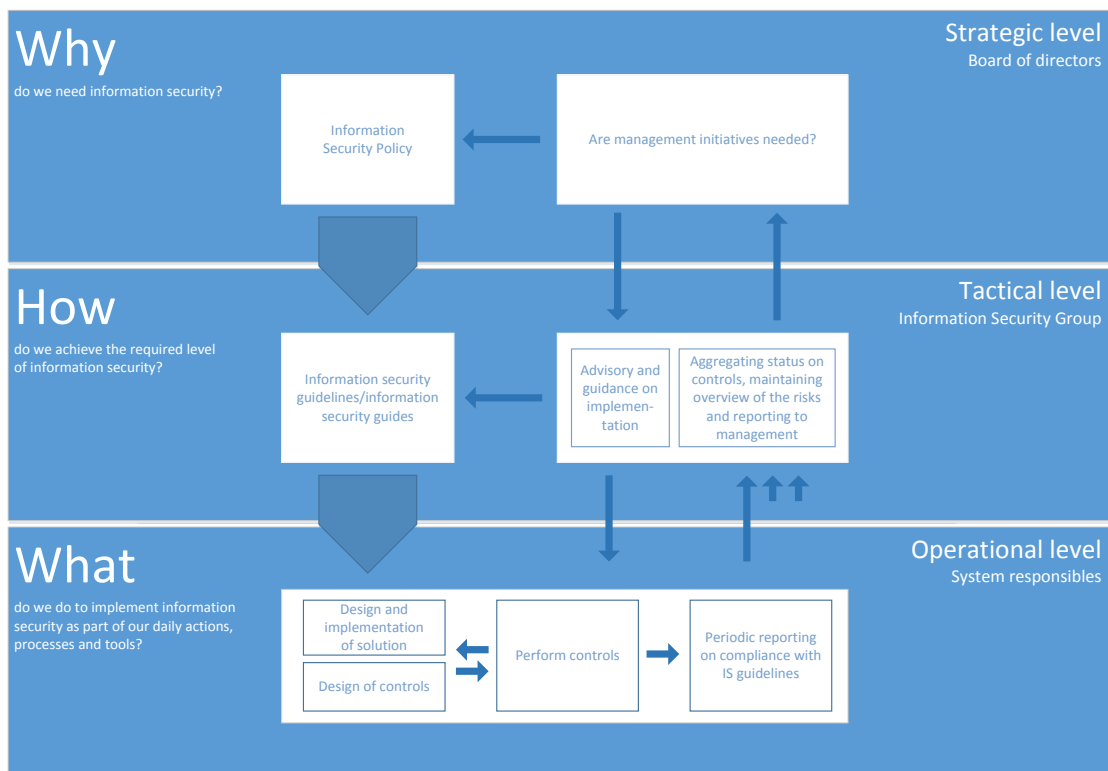 Why
do we need information security?
Strategic level
Board of directors
Information
Security Policy
Are management initiatives needed?
How
do we achieve the required level
of information security?
Tactical level
Information Security Group
Information security
guidelines/information
security guides
Advisory and
guidance on
implemen-
tation
Aggregating status on
controls, maintaining
overview of the risks
and reporting to
management
What
do we do to implement information
security as part of our daily actions,
processes and tools?
Operational level
System responsibles
Design and
implementation
of solution
Design of controls
Perform controls
Periodic reporting
on compliance with
IS guidelines